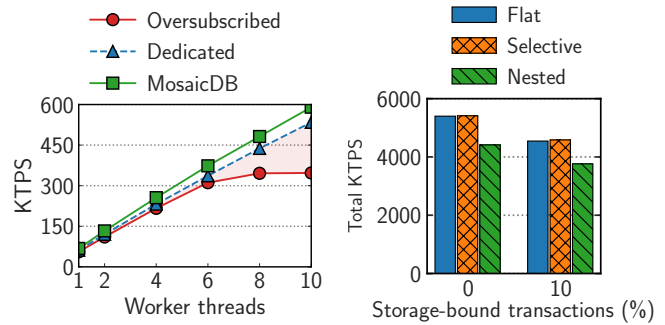 Oversubscribed
Dedicated
MosaicDB
KTPS
600
450
300
150
0
1 2 4 6 8 10
Worker threads
Flat
Selective
Nested
Total KTPS
6000
4000
2000
0
0 10
Storage-bound transactions (%)